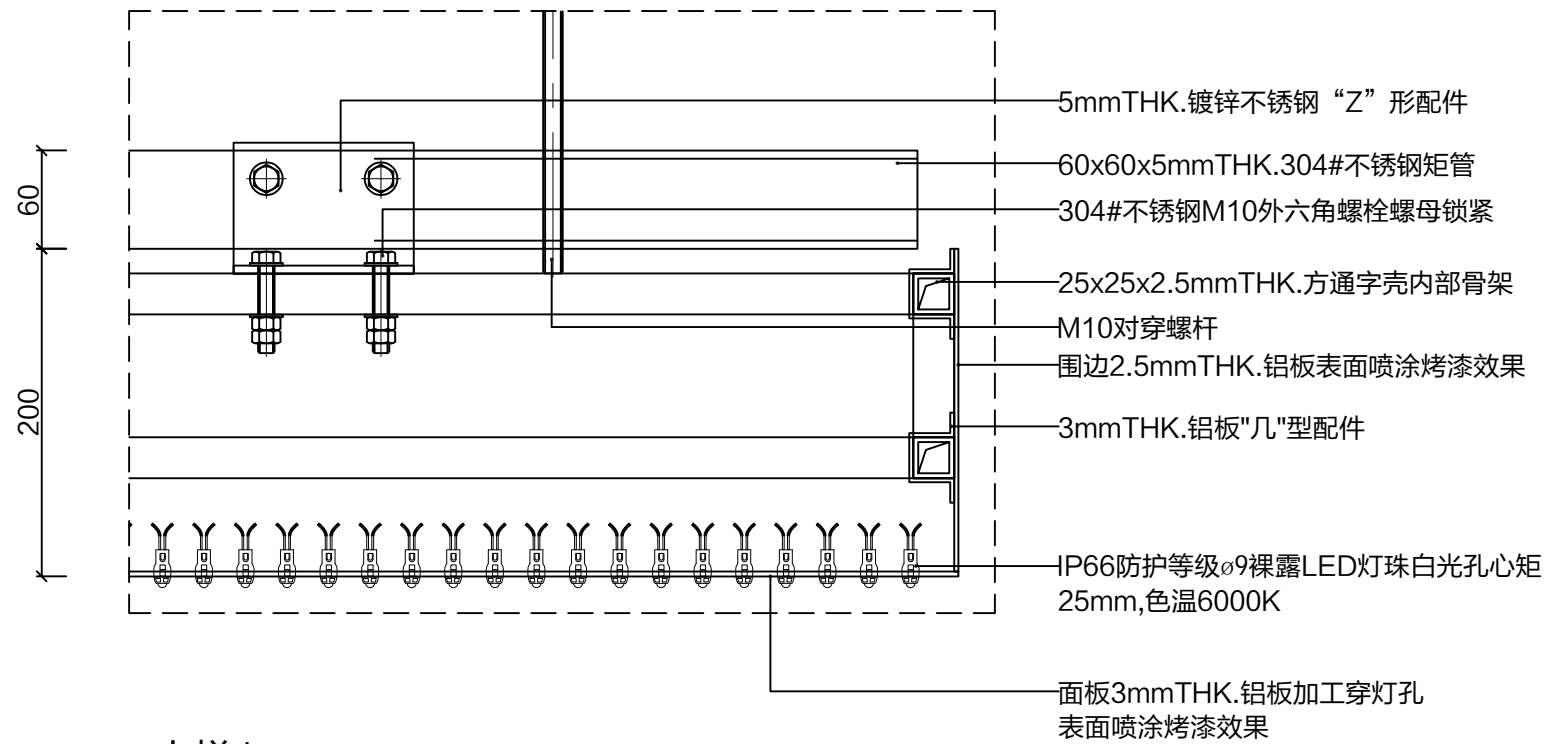 5mmTHK.镀锌不锈钢“Z”形配件
60x60x5mmTHK.304#不锈钢矩管
304#不锈钢M10外六角螺栓螺母锁紧
25x25x2.5mmTHK.方通字壳内部骨架
M10对穿螺杆
围边2.5mmTHK.铝板表面喷涂烤漆效果
3mmTHK.铝板"几"型配件
IP66防护等级ø9裸露LED灯珠白光孔心矩
25mm,色温6000K
面板3mmTHK.铝板加工穿灯孔
表面喷涂烤漆效果
60
200